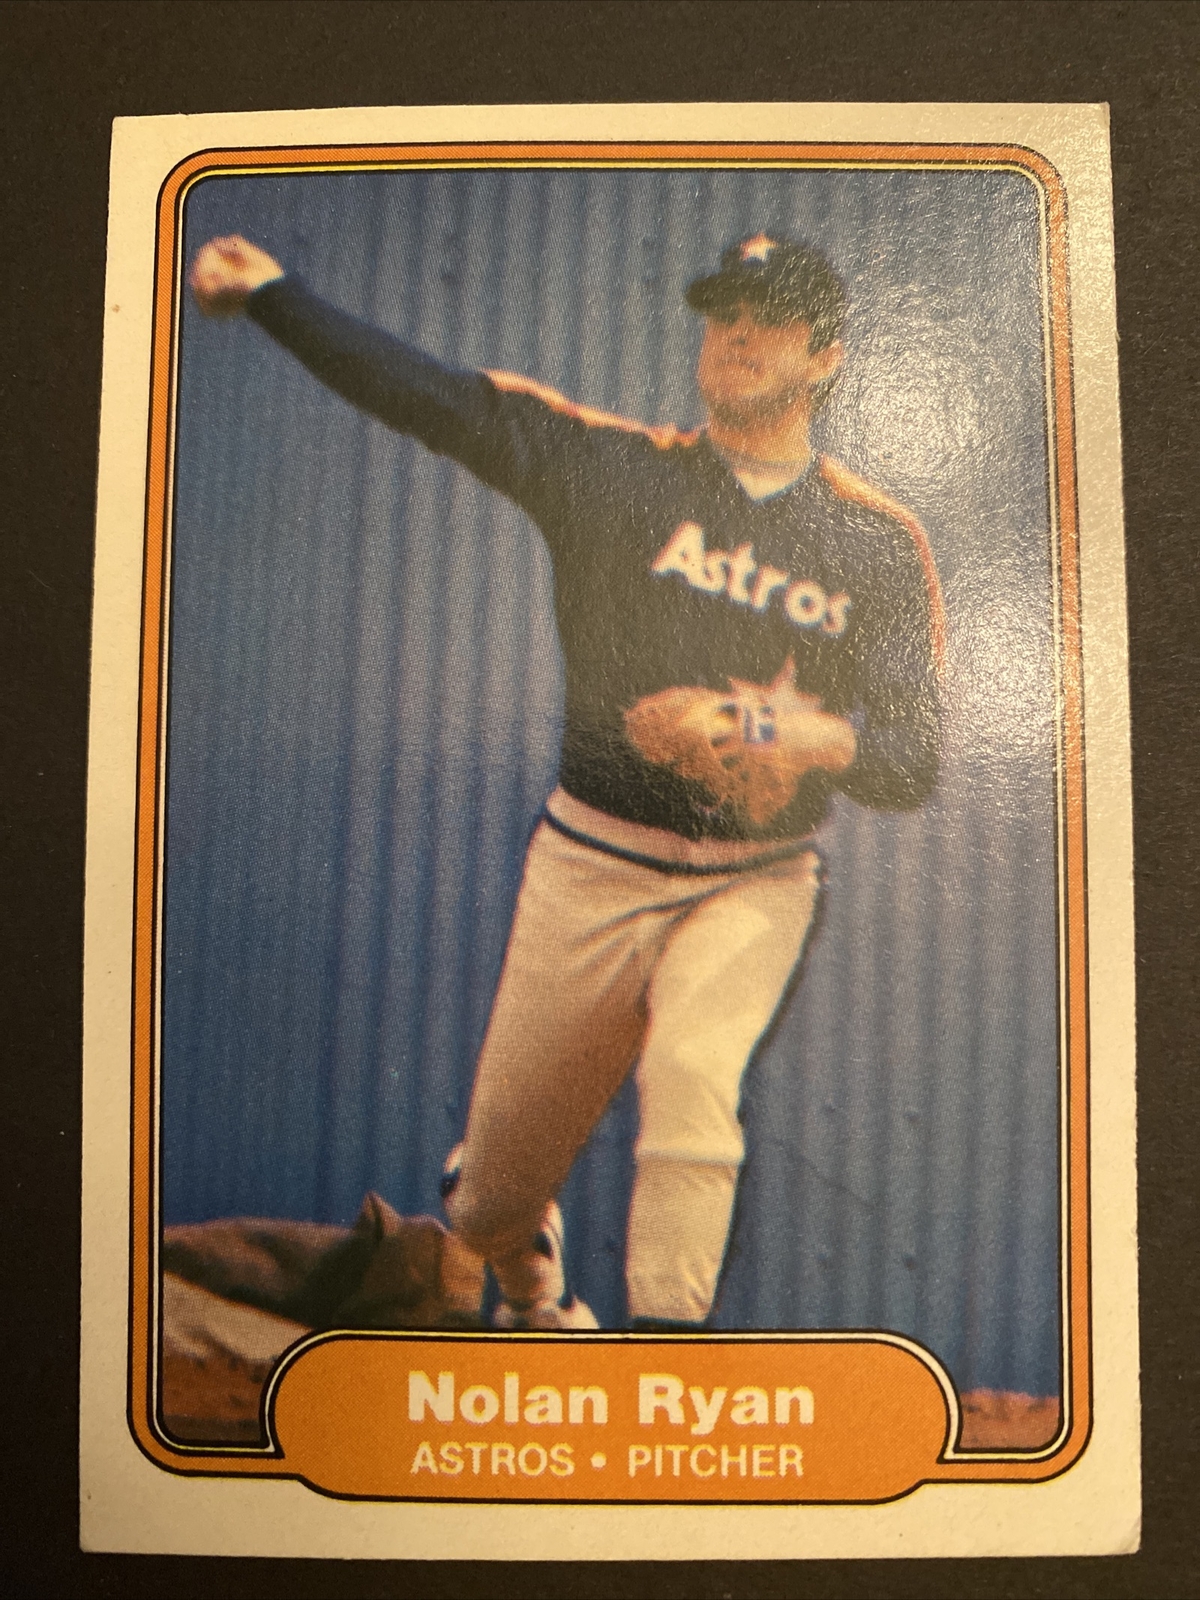 Astros
Nolan Ryan
ASTROS • PITCHER